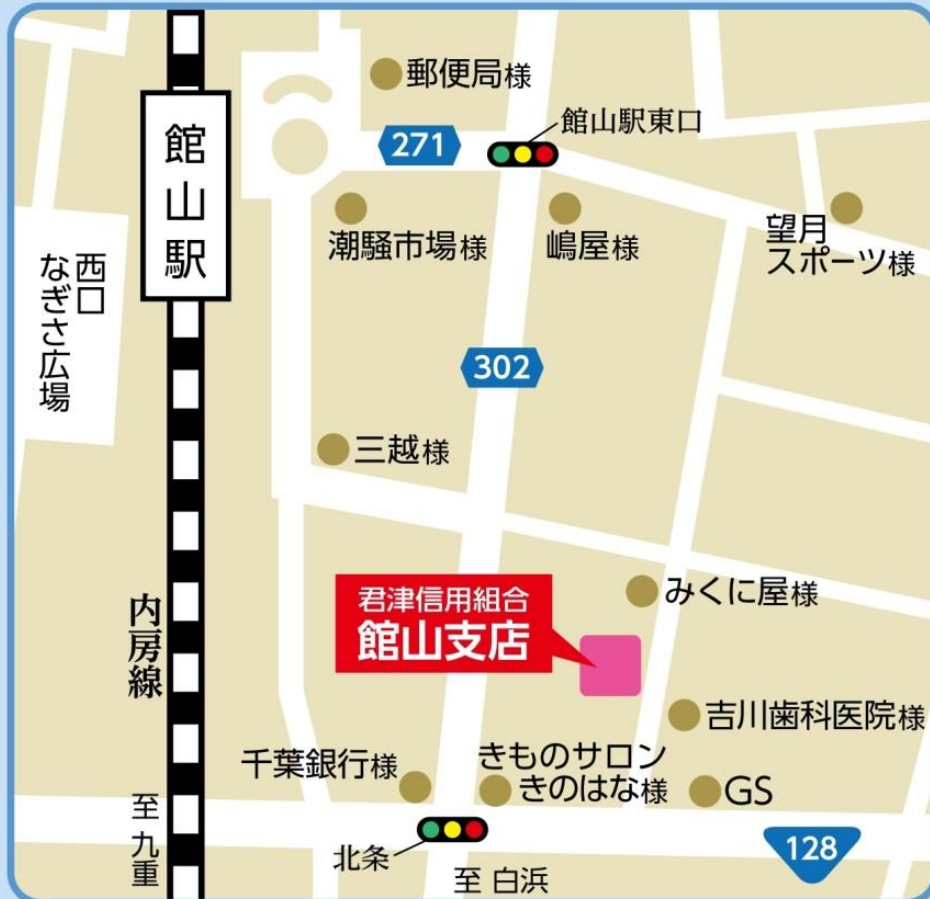 郵便局様
館山駅東口
271
館山駅
潮騒市場様
嶋屋様
望月
スポーツ様
西口
なぎさ広場
302
三越様
君津信用組合
館山支店
みくに屋様
内房線
吉川歯科医院様
千葉銀行様
きものサロン
きのはな様
GS
至 九重
北条
至 白浜
128